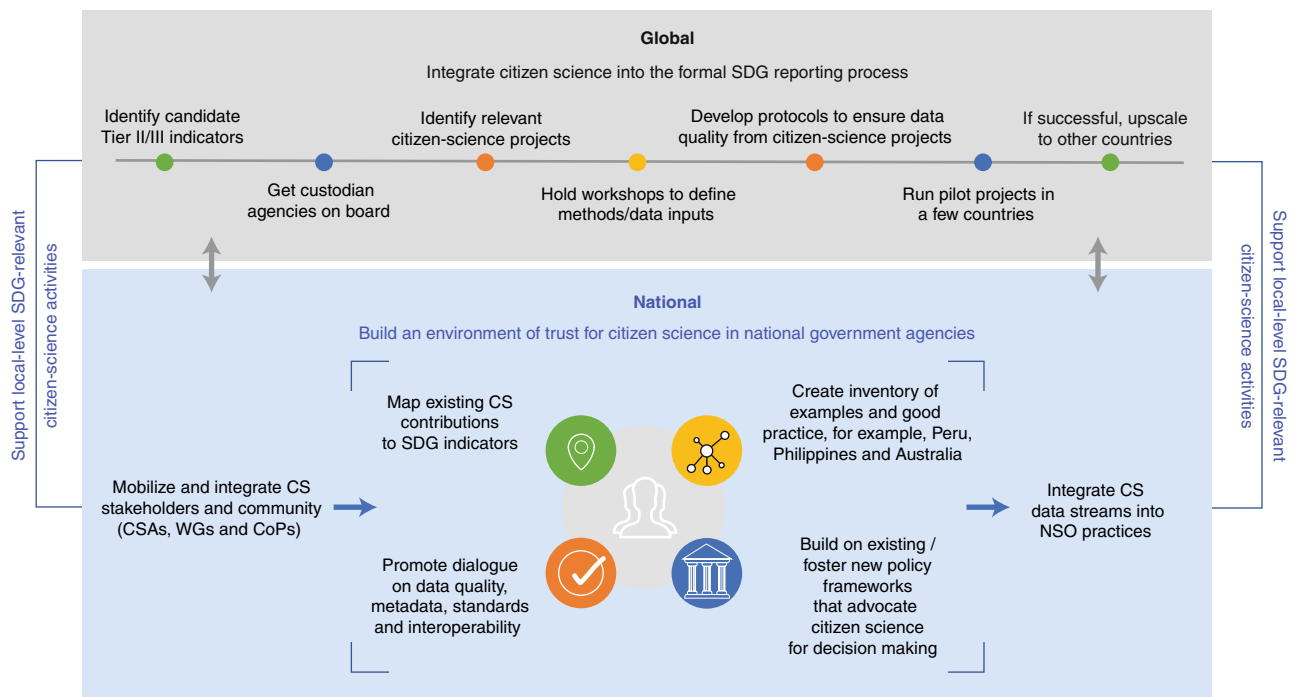 Global
Integrate citizen science into the formal SDG reporting process
Identify candidate
Tier II/III indicators
Get custodian
agencies on board
Identify relevant
citizen-science projects
Hold workshops to define
methods/data inputs
Develop protocols to ensure data
quality from citizen-science projects
Run pilot projects in
a few countries
If successful, upscale
to other countries
Support local-level SDG-relevant
citizen-science activities
National
Build an environment of trust for citizen science in national government agencies
Mobilize and integrate CS
stakeholders and community
(CSAs, WGs and CoPs)
Map existing CS
contributions
to SDG indicators
Promote dialogue
on data quality,
metadata, standards
and interoperability
Create inventory of
examples and good
practice, for example, Peru,
Philippines and Australia
Build on existing /
foster new policy
frameworks
that advocate
citizen science
for decision making
Integrate CS
data streams into
NSO practices
Support local-level SDG-relevant
citizen-science activities